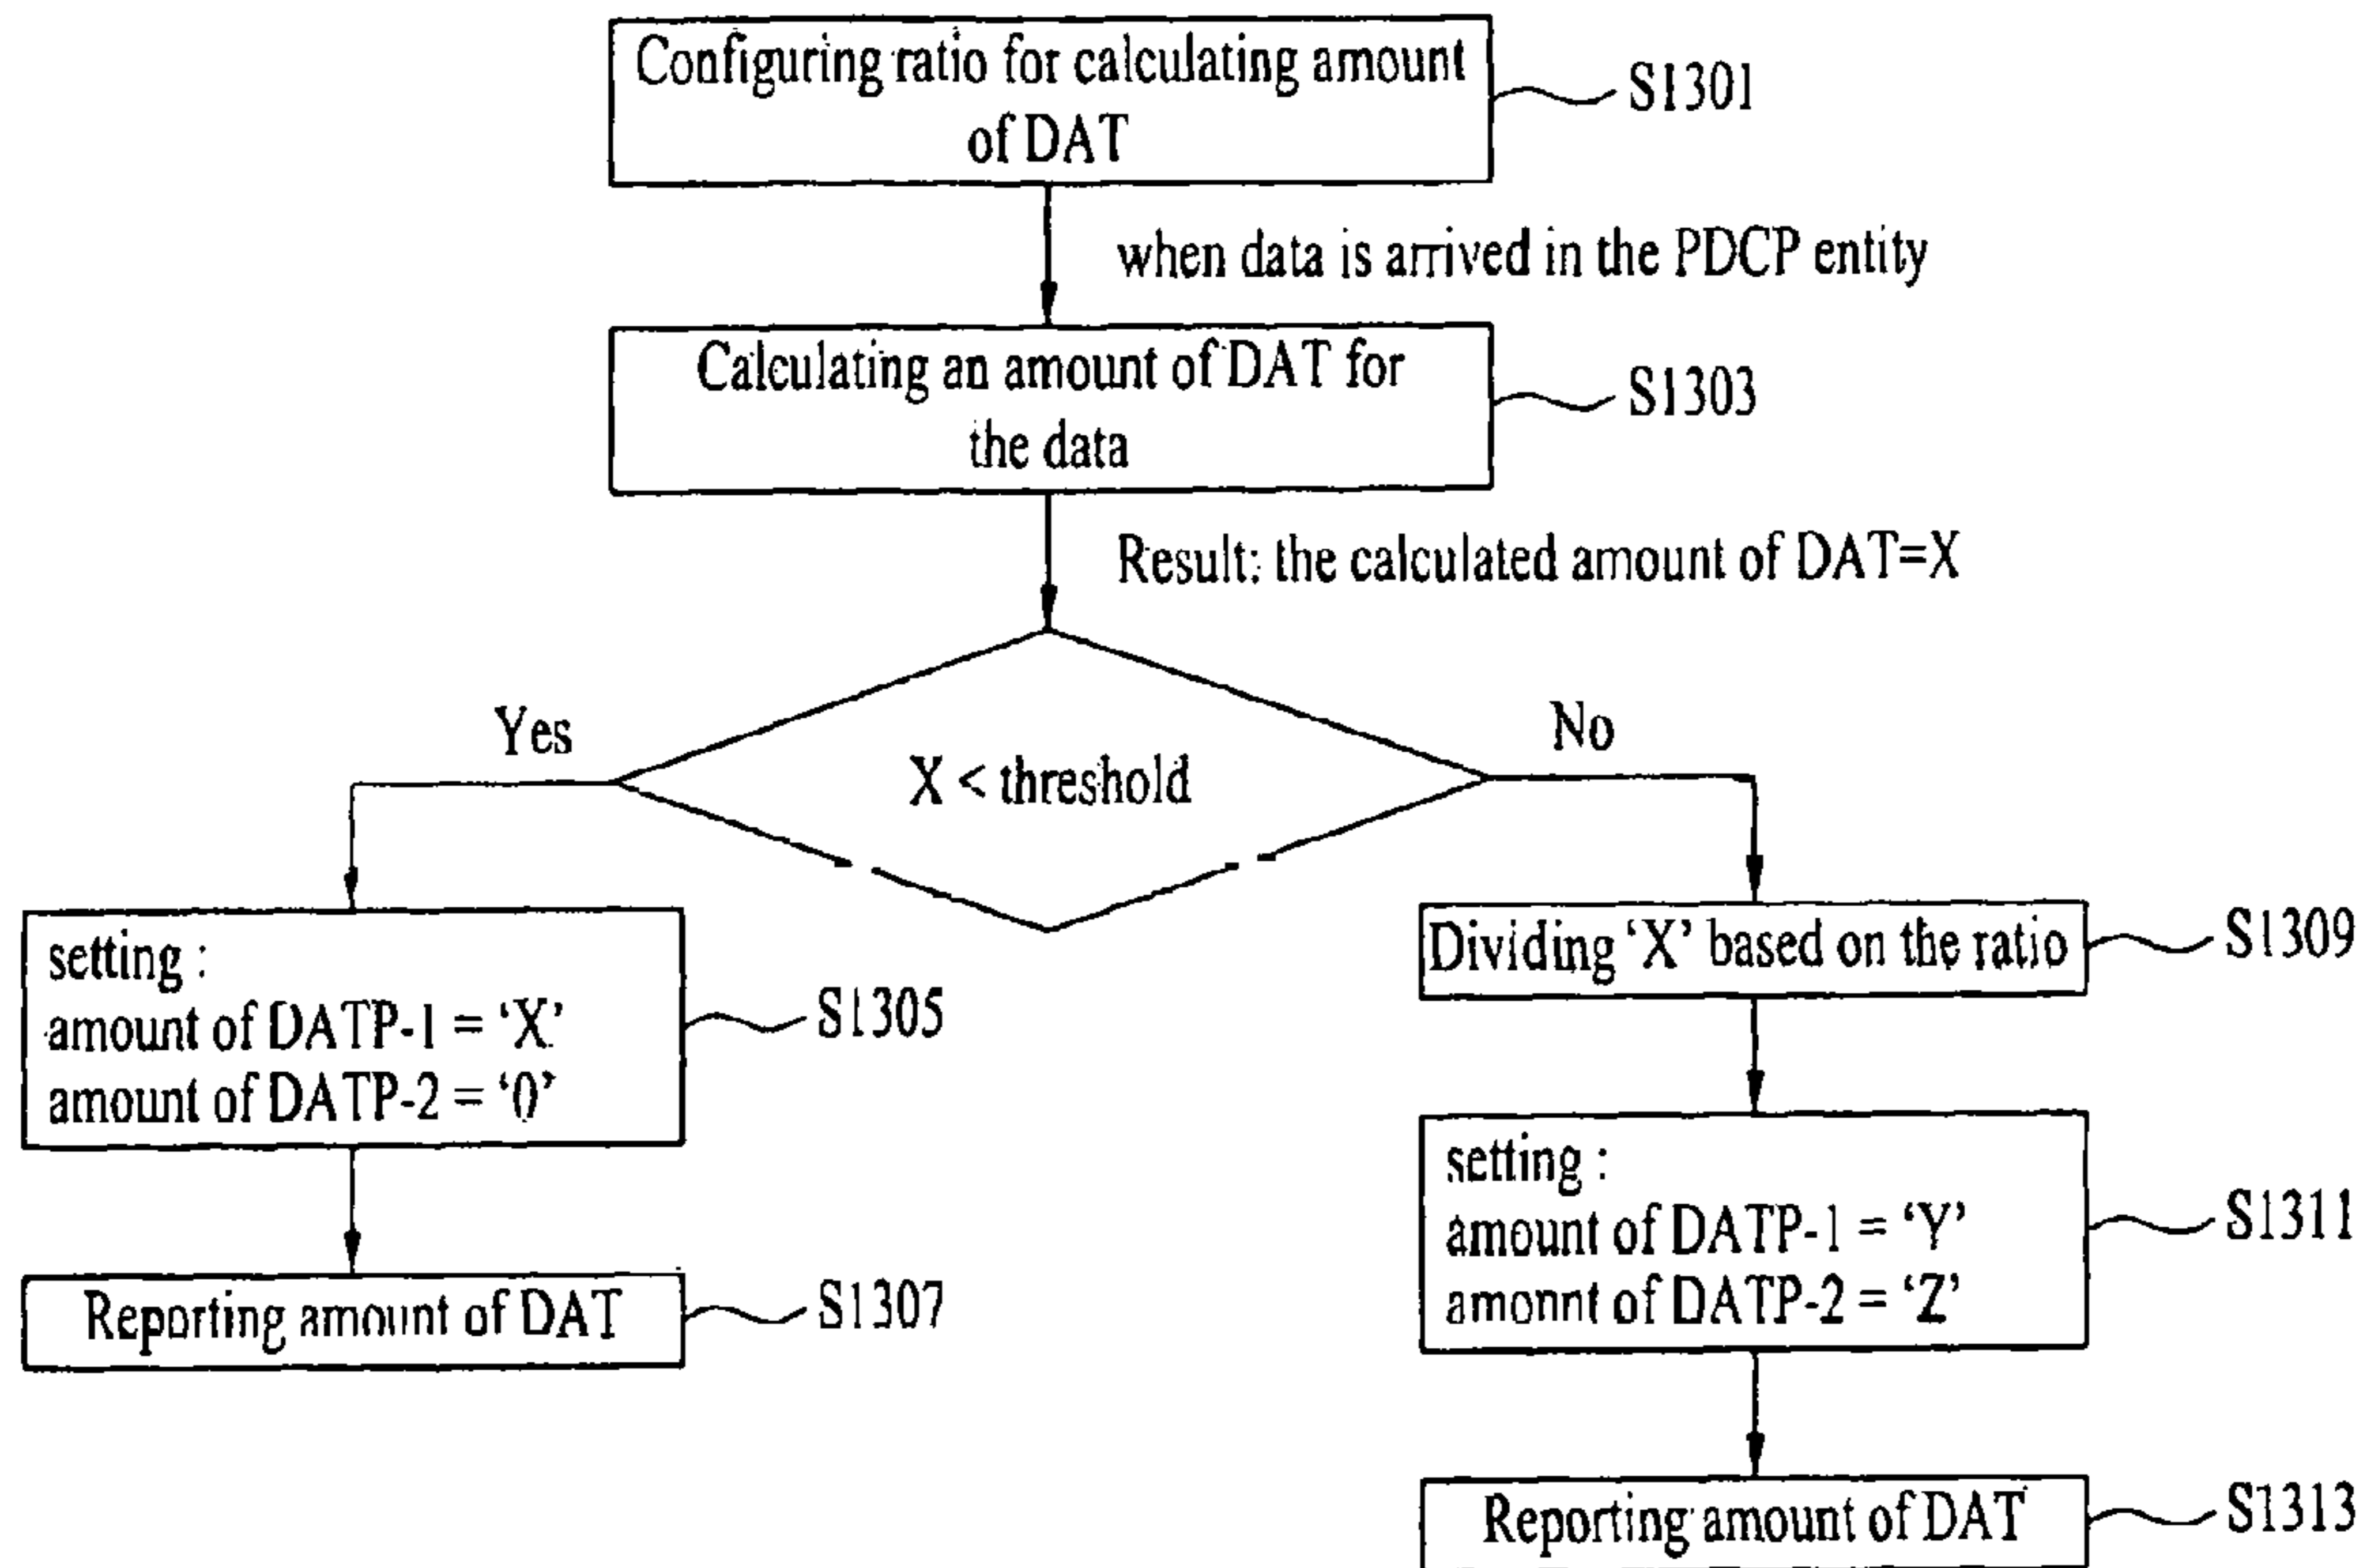 Configuring ratio for calculating amount
of DAT
S1301
when data is arrived in the PDCP entity
Calculating an amount of DAT for
the data
S1303
Result: the calculated amount of DAT=X
Yes
No
X < threshold
setting :
amount of DATP-1 = ‘X’
amount of DATP-2 = ‘0’
S1305
Reporting amount of DAT
S1307
Dividing ‘X’ based on the ratio
S1309
setting :
amount of DATP-1 = ‘Y’
amonnt of DATP-2 = ‘Z’
S1311
Reporting amount of DAT
S1313